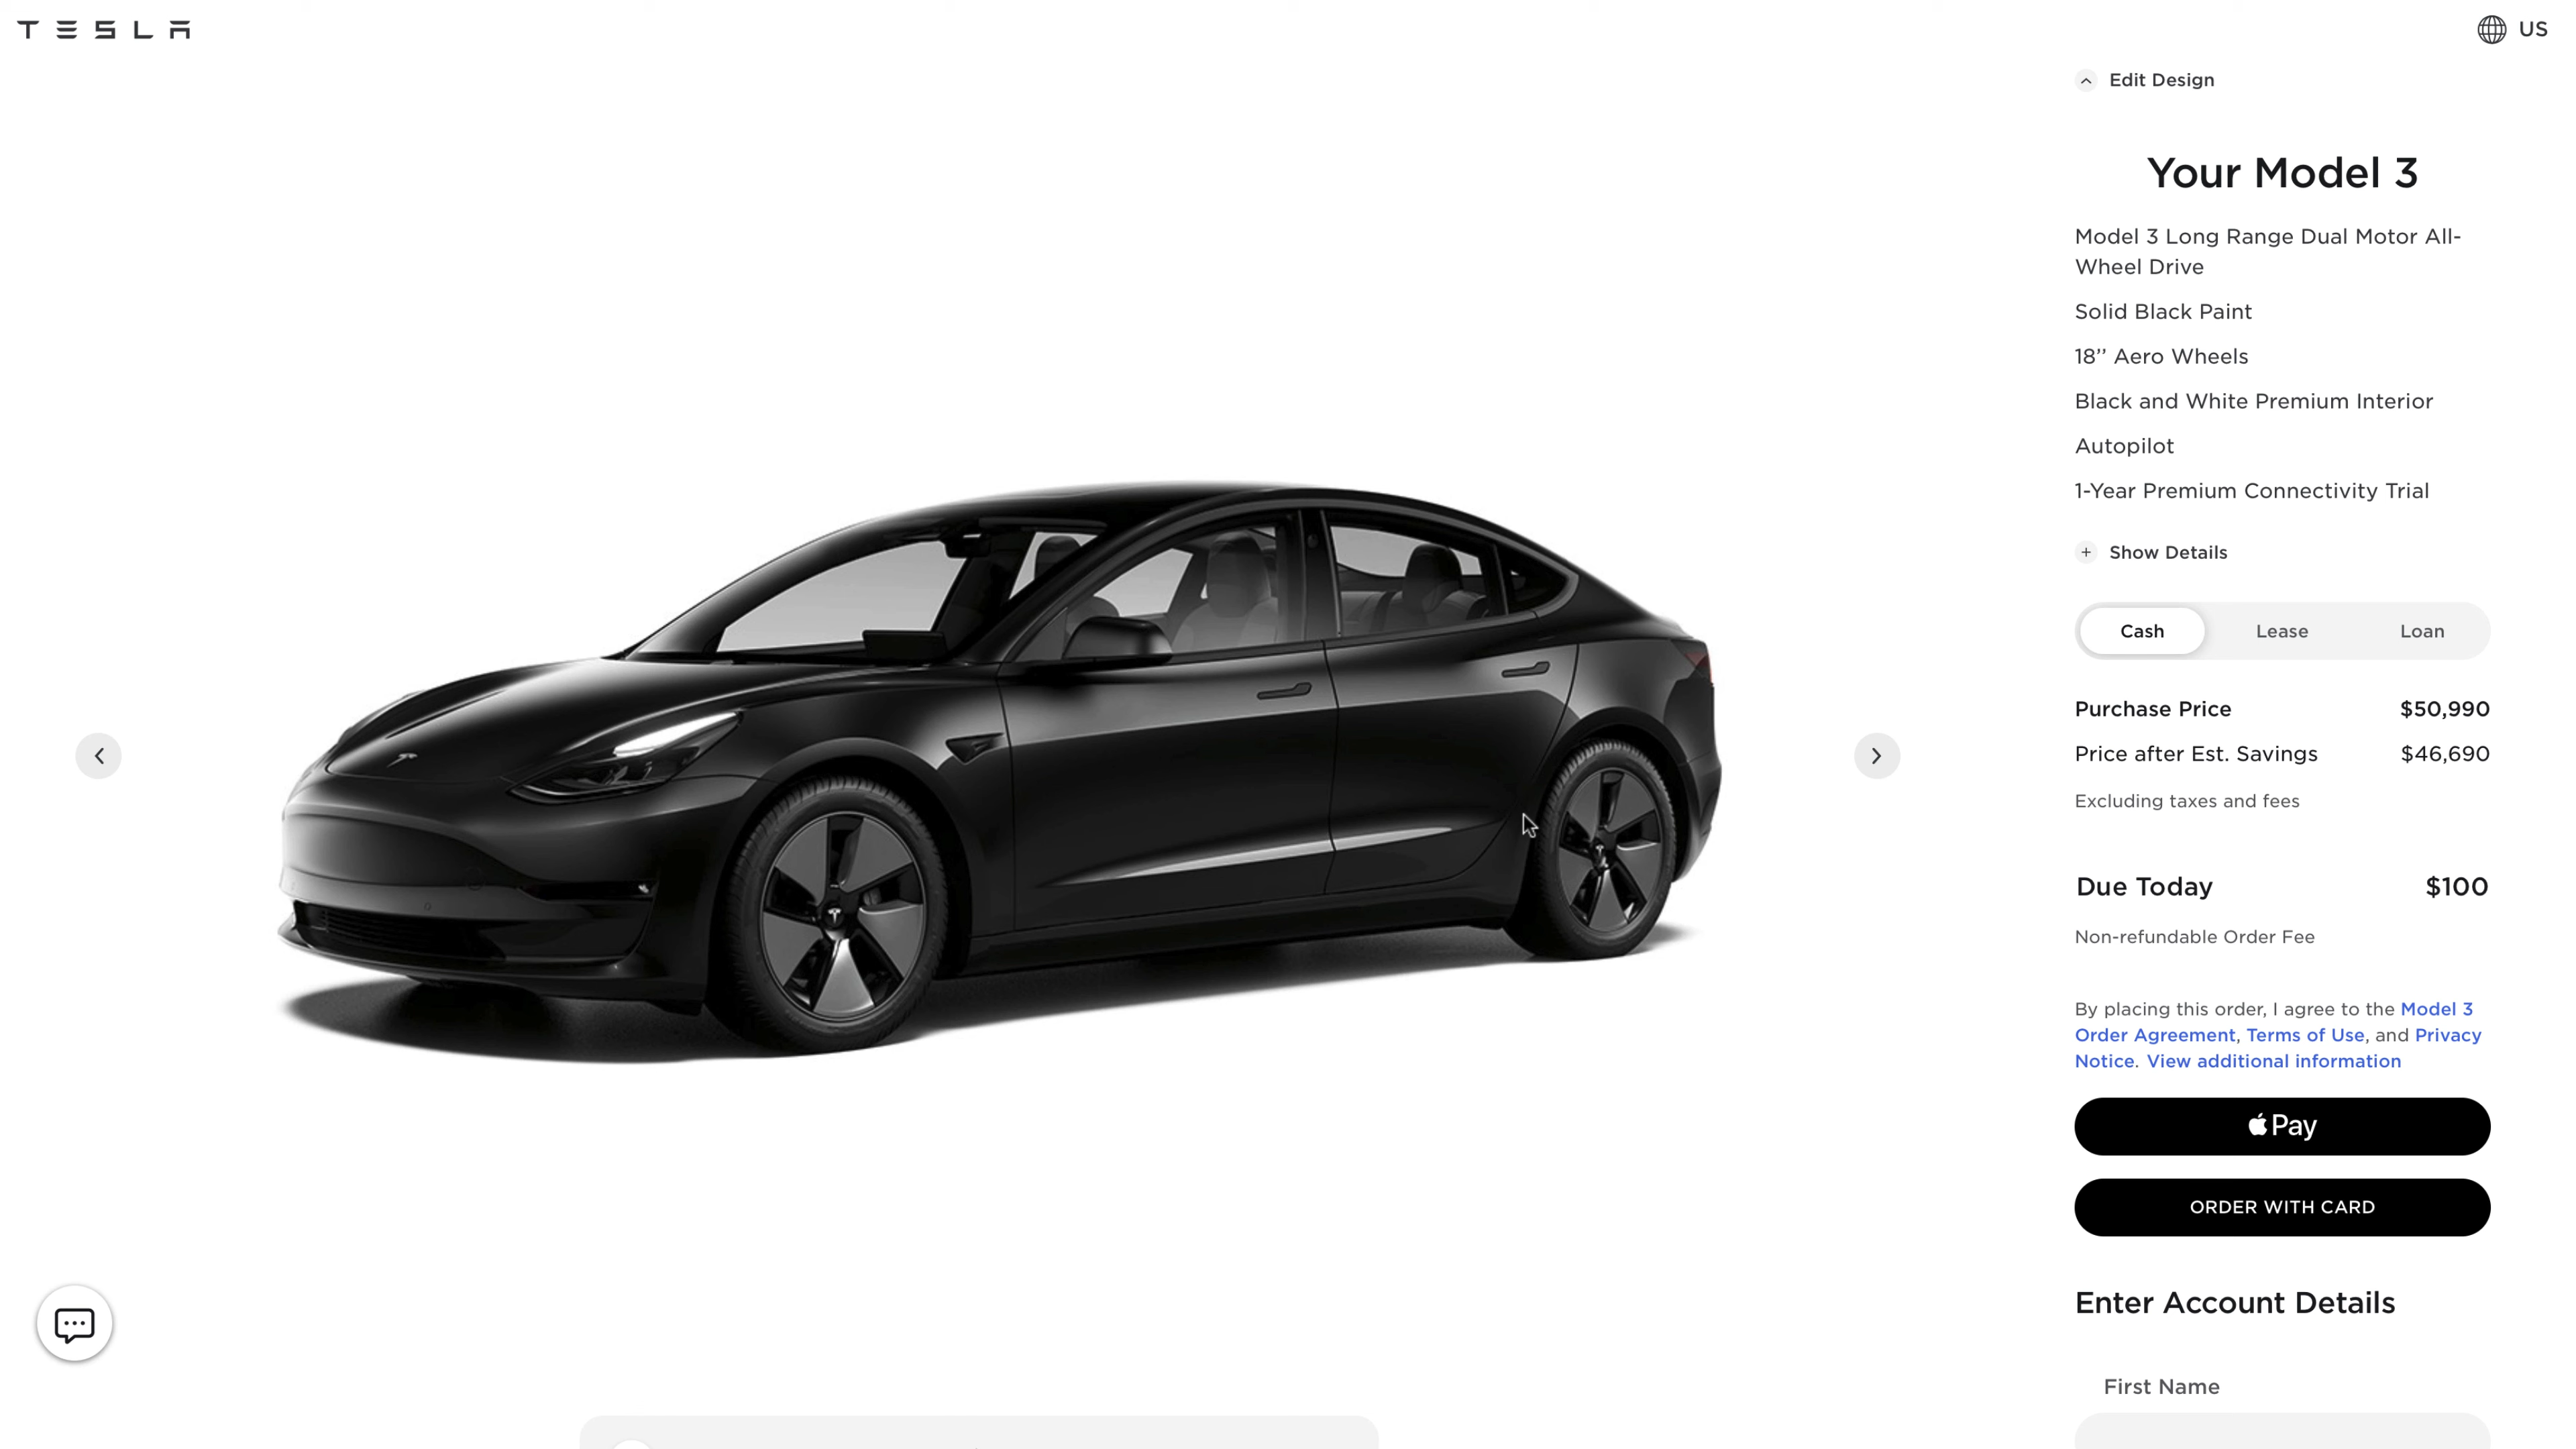 TESLA
US
Edit Design
Your Model 3
Model 3 Long Range Dual Motor All-
Wheel Drive
Solid Black Paint
18’’ Aero Wheels
Black and White Premium Interior
Autopilot
1-Year Premium Connectivity Trial
+ Show Details
Cash Lease Loan
Purchase Price $50,990
Price after Est. Savings $46,690
Excluding taxes and fees
Due Today $100
Non-refundable Order Fee
By placing this order, I agree to the Model 3
Order Agreement, Terms of Use, and Privacy
Notice. View additional information
Pay
ORDER WITH CARD
Enter Account Details
First Name